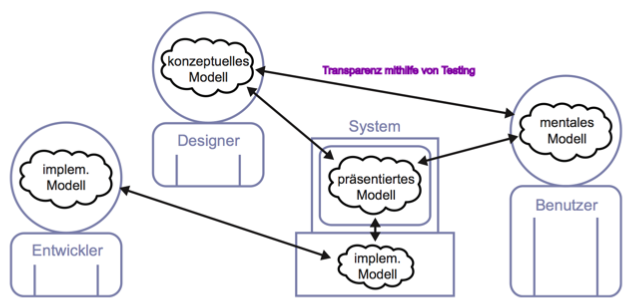 konzeptuelles
Modell
Transparenz mithilfe von Testing
Designer
System
mentales
Modell
implem.
Modell
präsentiertes
Modell
Benutzer
Entwickler
implem.
Modell